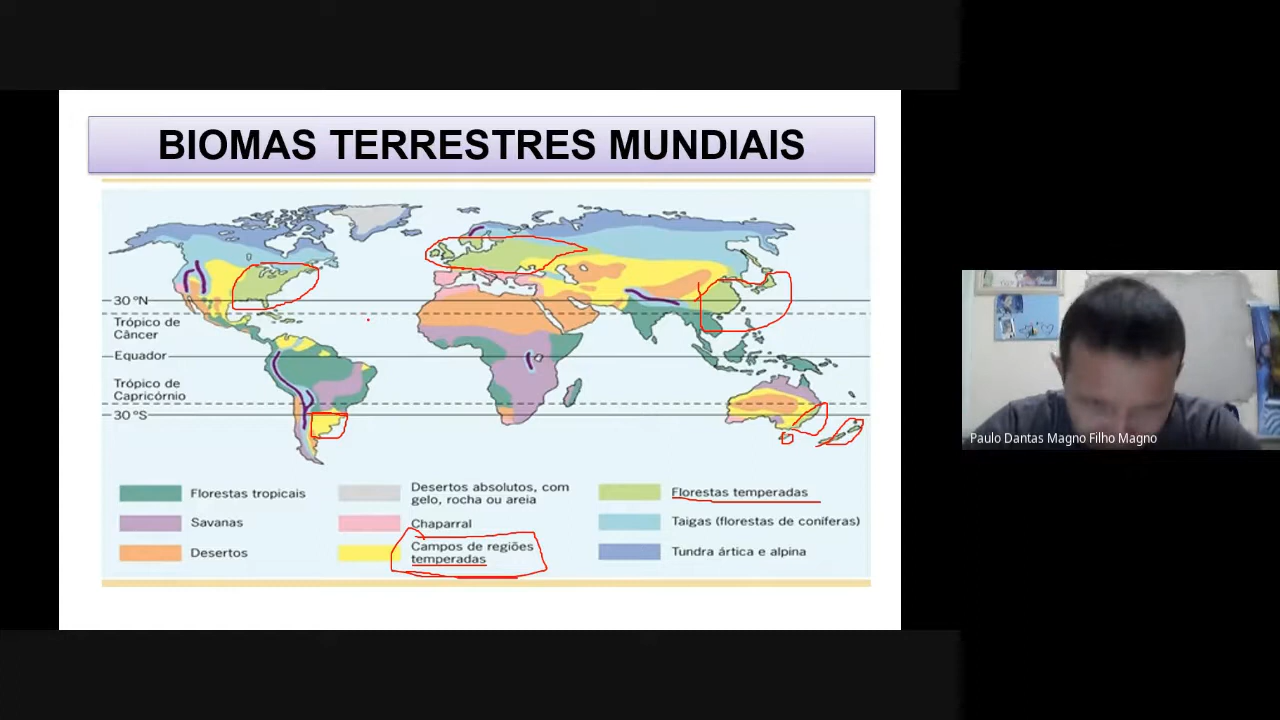 BIOMAS TERRESTRES MUNDIAIS
30 ºN
Trópico de
Câncer
Equador
Trópico de
Capricórnio
30 ºS
Florestas tropicais
Savanas
Desertos
Desertos absolutos, com
gelo, rocha ou areia
Chaparral
Campos de regiões
temperadas
Florestas temperadas
Taigas (florestas de coníferas)
Tundra ártica e alpina
Paulo Dantas Magno Filho Magno